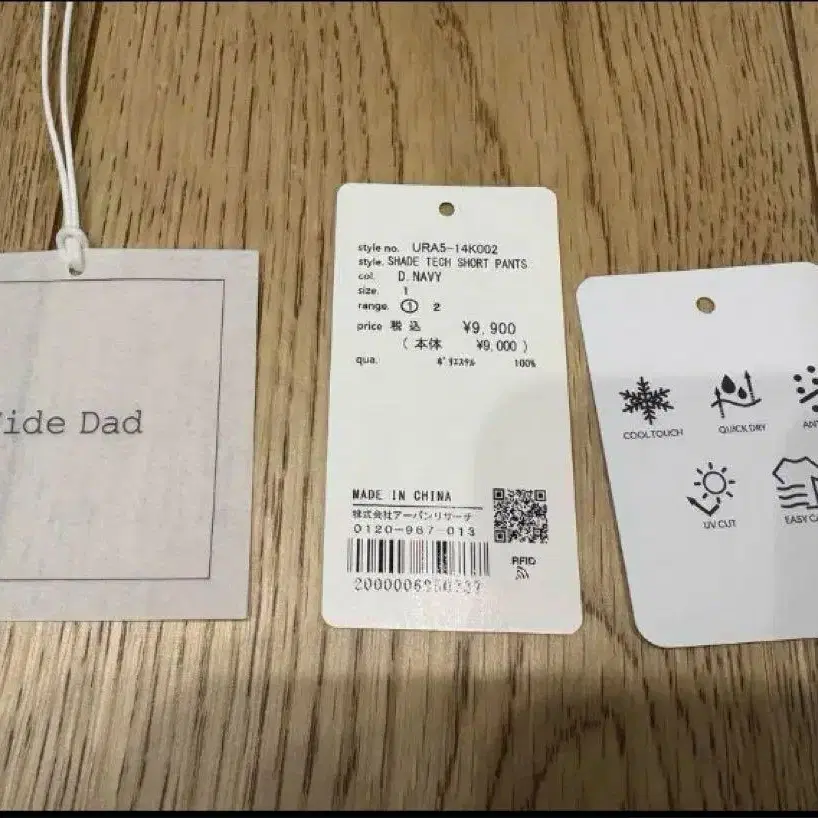 ide Dad
style no. URA5-14K002
style. SHADE TECH SHORT PANTS
col. D.NAVY
size. 1
range. ① 2
price 税込 ¥9,900
(本体 ¥9,000)
qua. ﾎﾟﾘｴｽﾃﾙ 100%
MADE IN CHINA
株式会社アーバンリサーチ
0120-967-013
RFID
COOLTOUCH
QUICK DRY
UV CUT
EASY